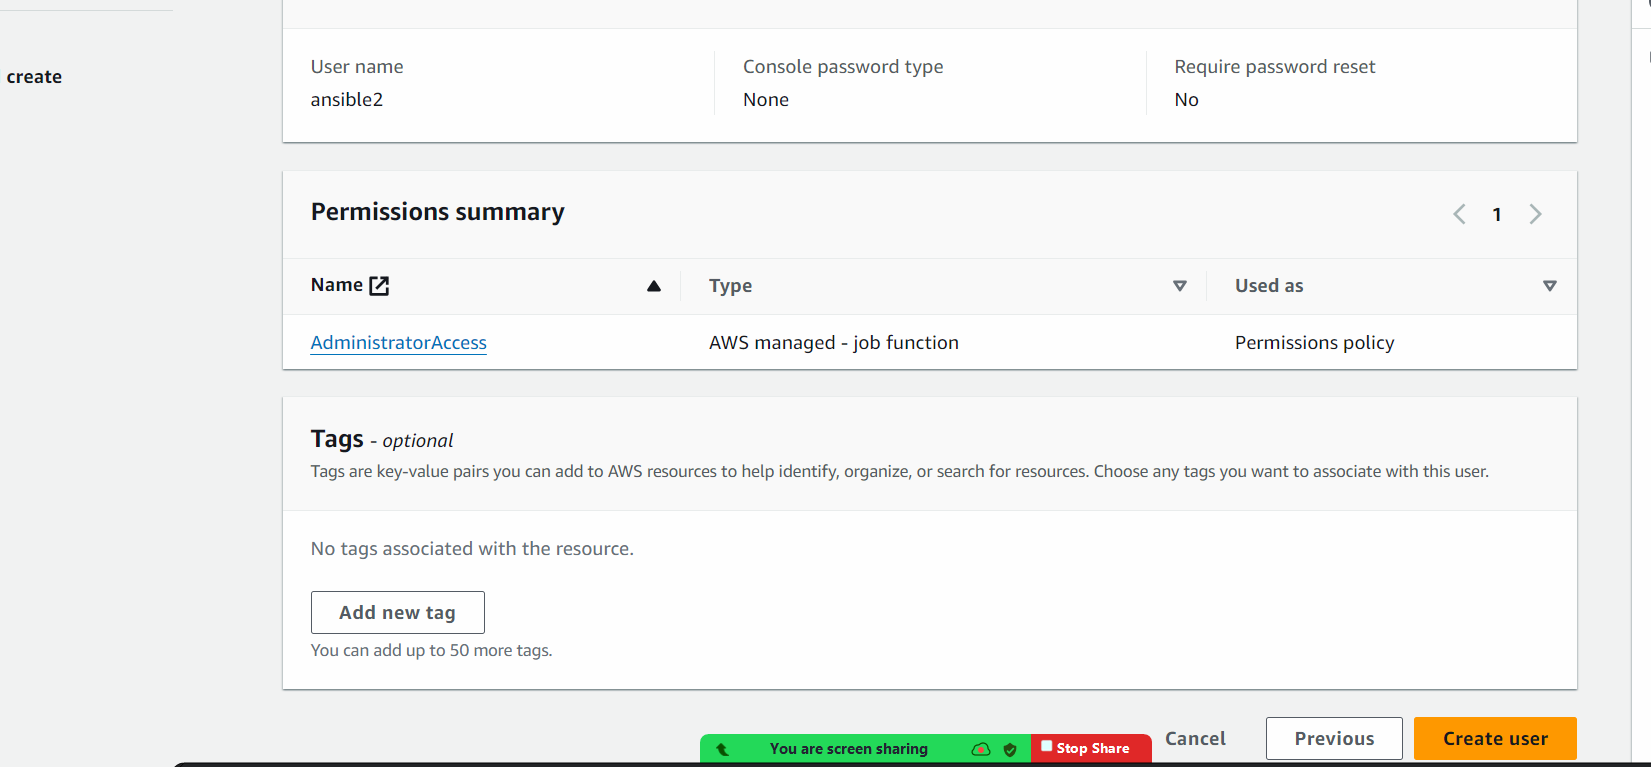 create
User name
ansible2
Console password type
None
Require password reset
No
Permissions summary
1
Name
Type
Used as
AdministratorAccess
AWS managed - job function
Permissions policy
Tags - optional
Tags are key-value pairs you can add to AWS resources to help identify, organize, or search for resources. Choose any tags you want to associate with this user.
No tags associated with the resource.
Add new tag
You can add up to 50 more tags.
You are screen sharing
Stop Share
Cancel
Previous
Create user